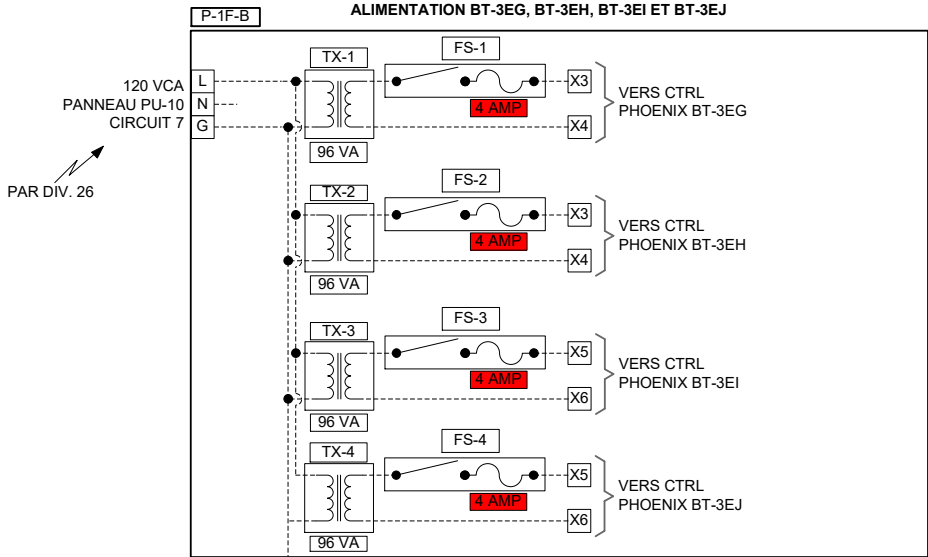 P-1F-B
ALIMENTATION BT-3EG, BT-3EH, BT-3EI ET BT-3EJ
120 VCA
PANNEAU PU-10
CIRCUIT 7
L
N
G
PAR DIV. 26
TX-1
96 VA
FS-1
4 AMP
X3
X4
VERS CTRL
PHOENIX BT-3EG
TX-2
96 VA
FS-2
4 AMP
X3
X4
VERS CTRL
PHOENIX BT-3EH
TX-3
96 VA
FS-3
4 AMP
X5
X6
VERS CTRL
PHOENIX BT-3EI
TX-4
96 VA
FS-4
4 AMP
X5
X6
VERS CTRL
PHOENIX BT-3EJ